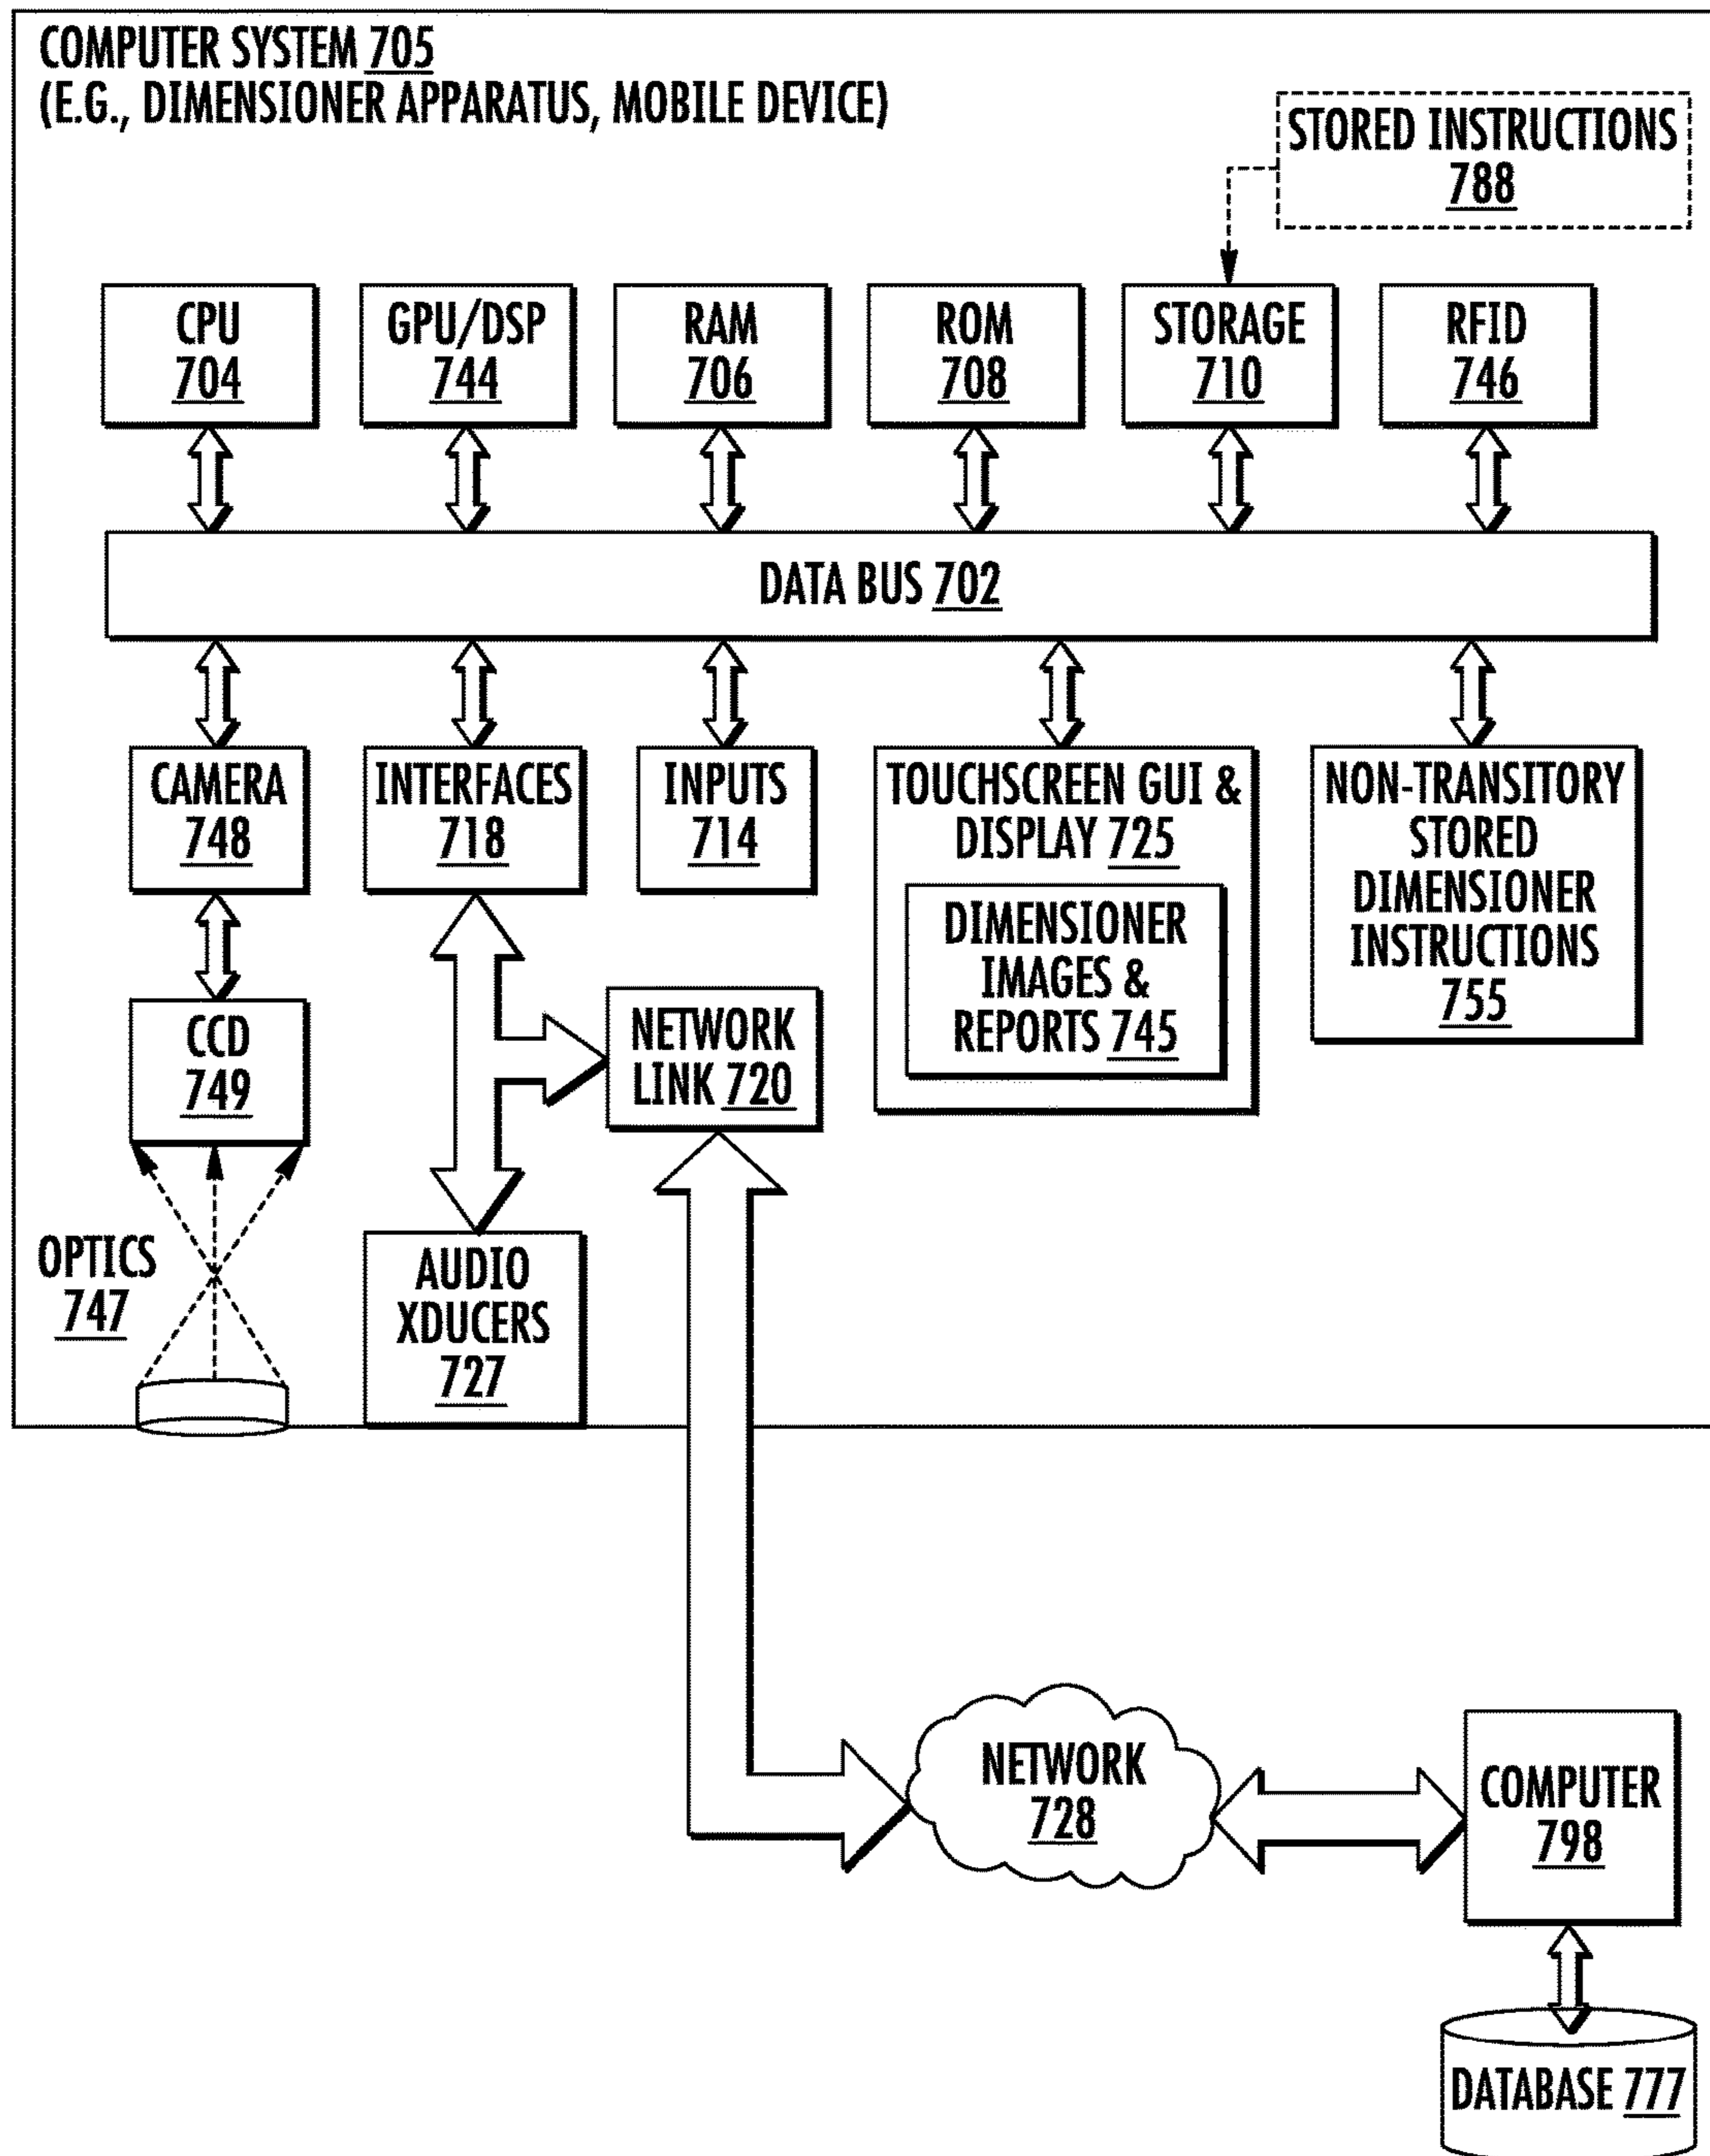 COMPUTER SYSTEM 705
(E.G., DIMENSIONER APPARATUS, MOBILE DEVICE)
STORED INSTRUCTIONS
788
CPU
704
GPU/DSP
744
RAM
706
ROM
708
STORAGE
710
RFID
746
DATA BUS 702
CAMERA
748
INTERFACES
718
INPUTS
714
TOUCHSCREEN GUI &
DISPLAY 725
DIMENSIONER
IMAGES &
REPORTS 745
NON-TRANSITORY
STORED
DIMENSIONER
INSTRUCTIONS
755
CCD
749
NETWORK
LINK 720
OPTICS
747
AUDIO
XDUCERS
727
NETWORK
728
COMPUTER
798
DATABASE 777